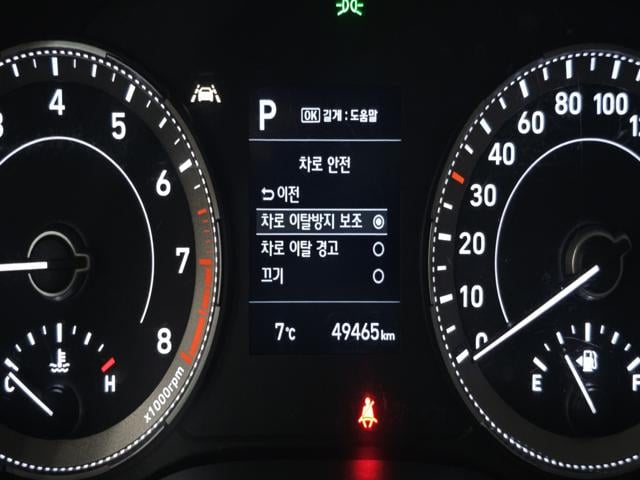 P OK 길게 : 도움말
차로 안전
이전
차로 이탈방지 보조
차로 이탈 경고
끄기
7℃ 49465km
4
5
6
7
8
x1000rpm
C H
0
10
20
30
40
60
80
100
E F